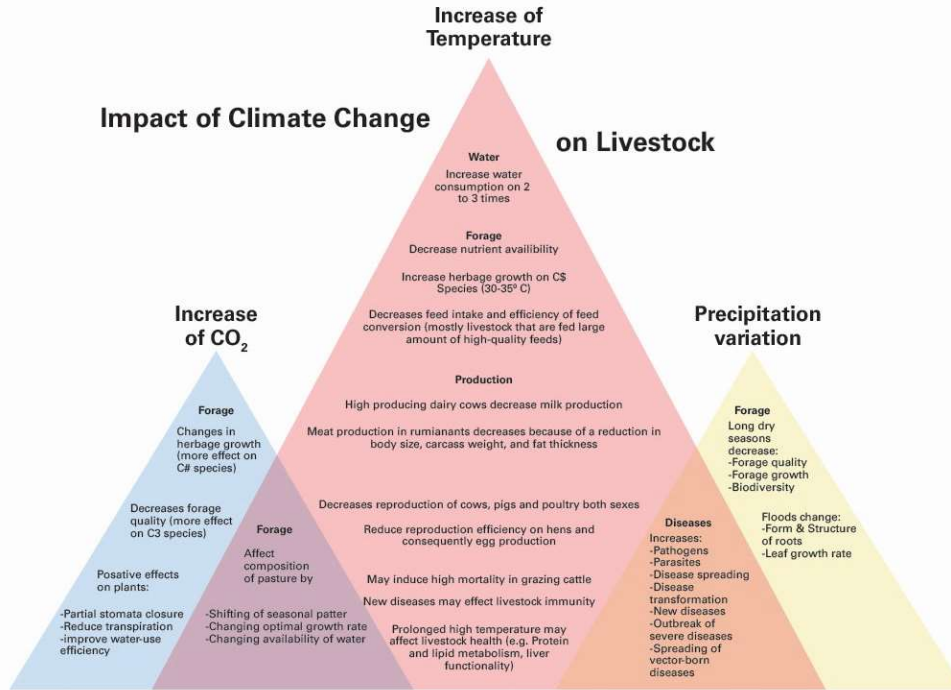 Increase of
Temperature
Impact of Climate Change
on Livestock
Water
Increase water
consumption on 2
to 3 times
Forage
Decrease nutrient availibility
Increase herbage growth on C$
Species (30-35º C)
Decreases feed intake and efficiency of feed
conversion (mostly livestock that are fed large
amount of high-quality feeds)
Production
High producing dairy cows decrease milk production
Meat production in rumianants decreases because of a reduction in
body size, carcass weight, and fat thickness
Decreases reproduction of cows, pigs and poultry both sexes
Reduce reproduction efficiency on hens and
consequently egg production
May induce high mortality in grazing cattle
New diseases may effect livestock immunity
Prolonged high temperature may
affect livestock health (e.g. Protein
and lipid metabolism, liver
functionality)
Increase
of CO₂
Forage
Changes in
herbage growth
(more effect on
C# species)
Decreases forage
quality (more effect
on C3 species)
Posative effects
on plants:
-Partial stomata closure
-Reduce transpiration
-improve water-use
efficiency
Forage
Affect
composition
of pasture by
-Shifting of seasonal patter
-Changing optimal growth rate
-Changing availability of water
Precipitation
variation
Forage
Long dry
seasons
decrease:
-Forage quality
-Forage growth
-Biodiversity
Floods change:
-Form & Structure
of roots
-Leaf growth rate
Diseases
Increases:
-Pathogens
-Parasites
-Disease spreading
-Disease
transformation
-New diseases
-Outbreak of
severe diseases
-Spreading of
vector-born
diseases